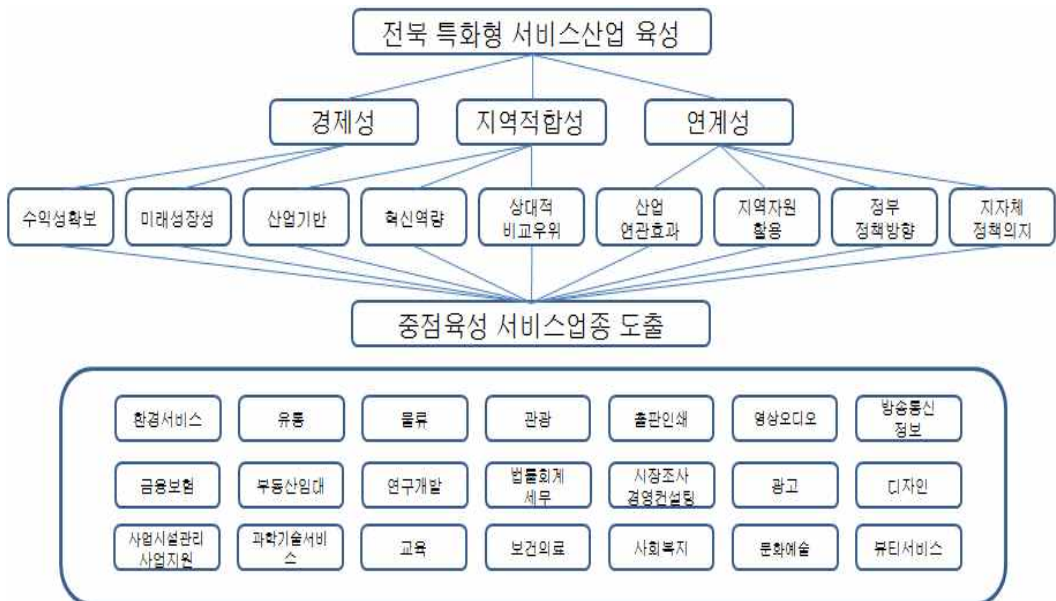 전북 특화형 서비스산업 육성
경제성
지역적합성
연계성
수익성확보
미래성장성
산업기반
혁신역량
상대적
비교우위
산업
연관효과
지역자원
활용
정부
정책방향
지자체
정책의지
중점육성 서비스업종 도출
환경서비스
유통
물류
관광
출판인쇄
영상오디오
방송통신
정보
금융보험
부동산임대
연구개발
법률회계
세무
시장조사
경영컨설팅
광고
디자인
사업시설관리
사업지원
과학기술서비
스
교육
보건의료
사회복지
문화예술
뷰티서비스